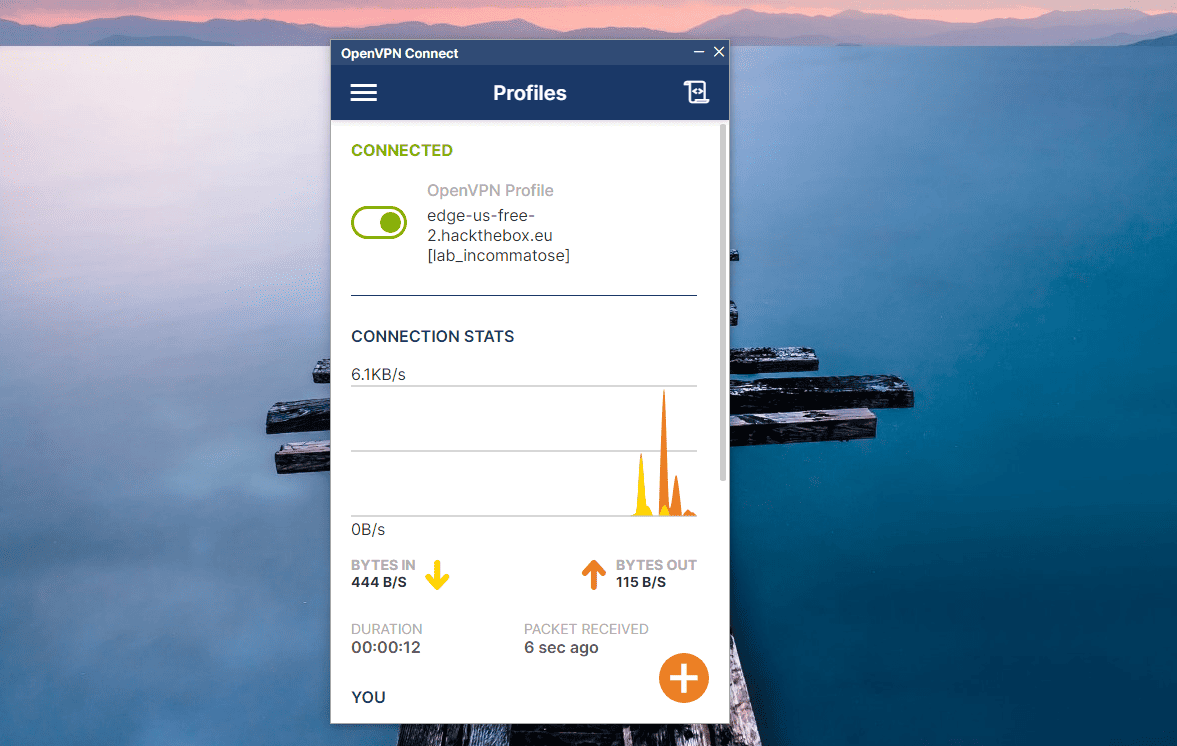 OpenVPN Connect
Profiles
CONNECTED
OpenVPN Profile
edge-us-free-
2.hackthebox.eu
[lab_incommatose]
CONNECTION STATS
6.1KB/s
0B/s
BYTES IN
444 B/S
BYTES OUT
115 B/S
DURATION
00:00:12
PACKET RECEIVED
6 sec ago
YOU